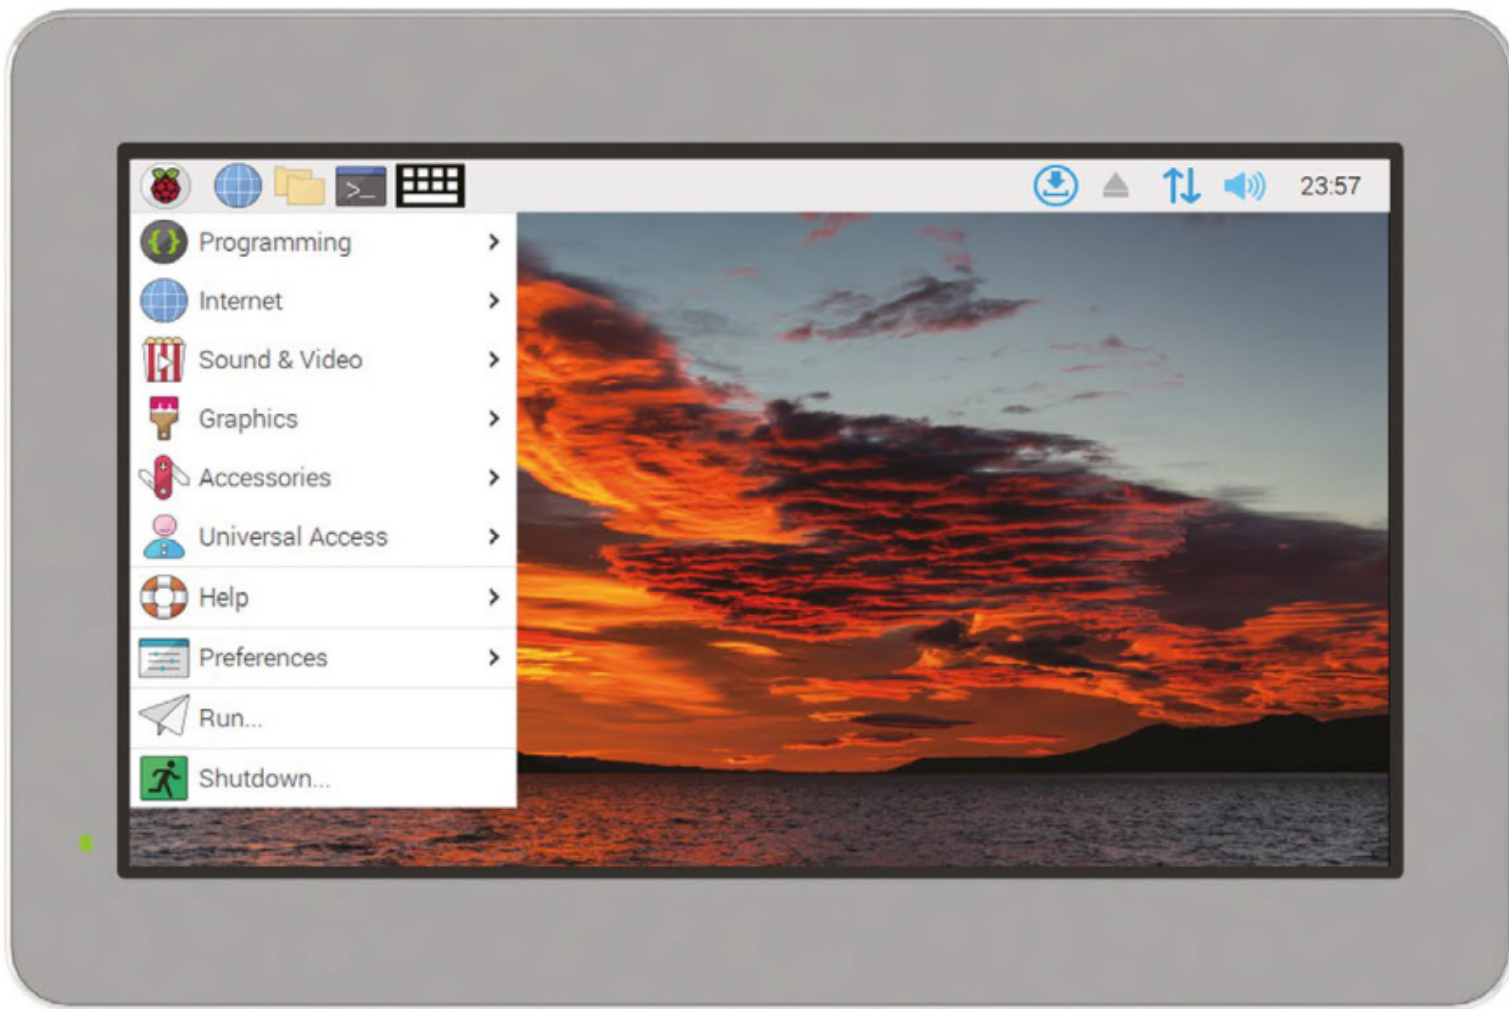 >_
23:57
Programming
Internet
Sound & Video
Graphics
Accessories
Universal Access
Help
Preferences
Run...
Shutdown...